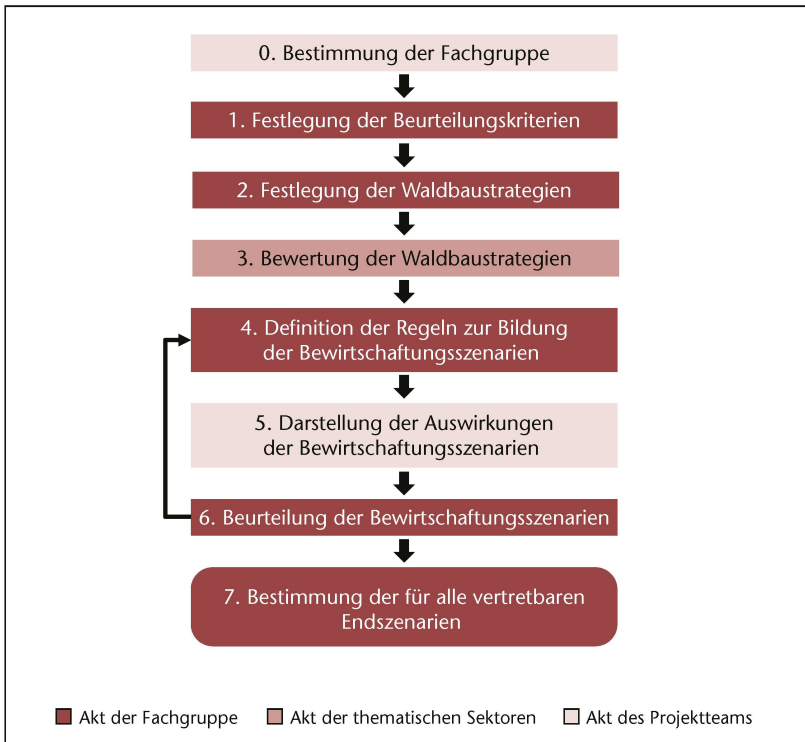 0. Bestimmung der Fachgruppe
1. Festlegung der Beurteilungskriterien
2. Festlegung der Waldbaustrategien
3. Bewertung der Waldbaustrategien
4. Definition der Regeln zur Bildung
der Bewirtschaftungsszenarien
5. Darstellung der Auswirkungen
der Bewirtschaftungsszenarien
6. Beurteilung der Bewirtschaftungsszenarien
7. Bestimmung der für alle vertretbaren
Endszenarien
Akt der Fachgruppe Akt der thematischen Sektoren Akt des Projektteams